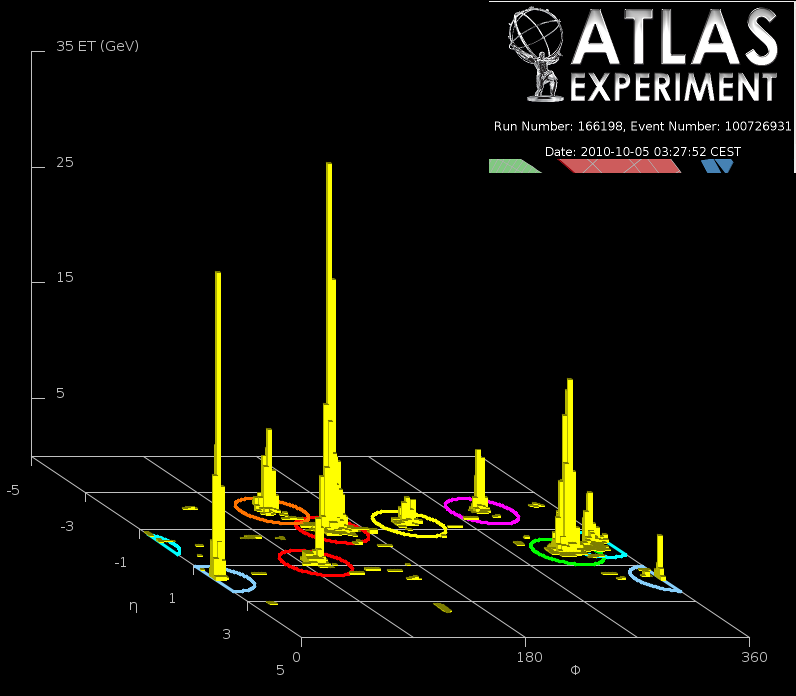 ATLAS
EXPERIMENT
Run Number: 166198, Event Number: 100726931
Date: 2010-10-05 03:27:52 CEST
35 ET (GeV)
25
15
5
-5
-3
-1
1
η
3
5
0
180
Φ
360